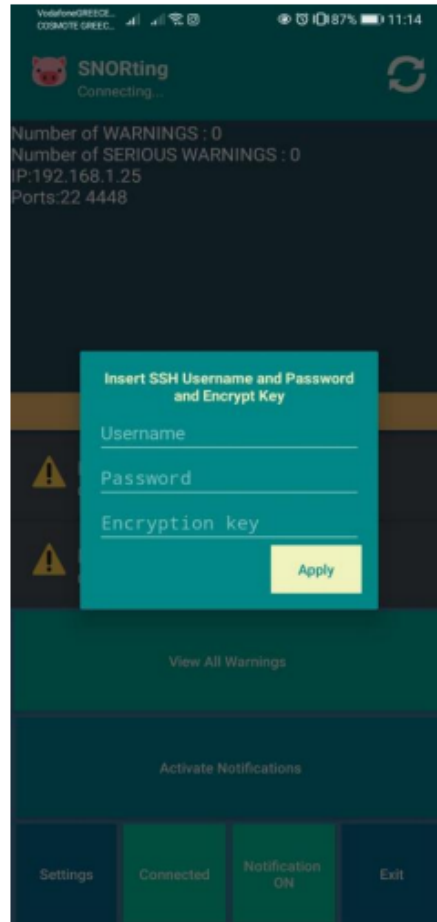 VodafoneGREECE..
COSMOTE GREEC..
87% 11:14
SNORting
Connecting...
Number of WARNINGS : 0
Number of SERIOUS WARNINGS : 0
IP:192.168.1.25
Ports:22 4448
Insert SSH Username and Password
and Encrypt Key
Username
Password
Encryption key
Apply
View All Warnings
Activate Notifications
Settings
Connected
Notification
ON
Exit